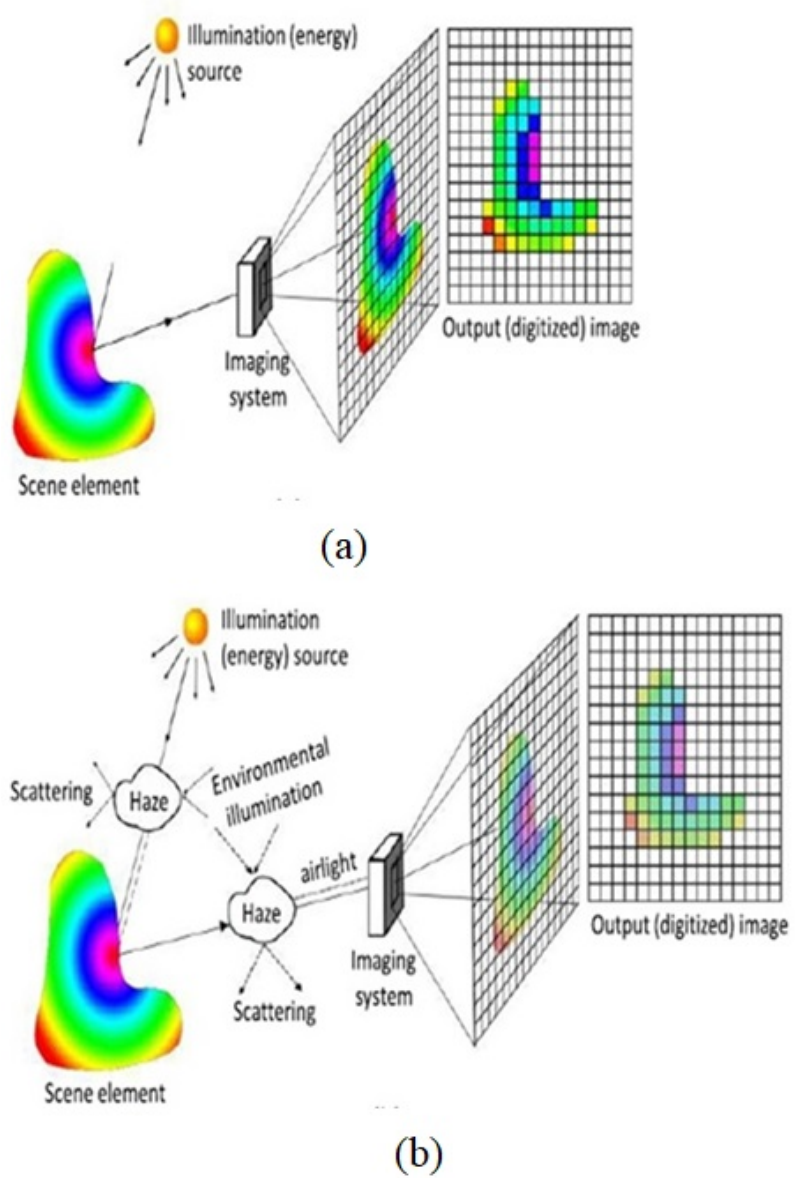 Illumination (energy)
source
Imaging
system
Output (digitized) image
Scene element
(a)
Illumination
(energy) source
Scattering
Haze
Environmental
illumination
airlight
Haze
Imaging
system
Output (digitized) image
Scattering
Scene element
(b)